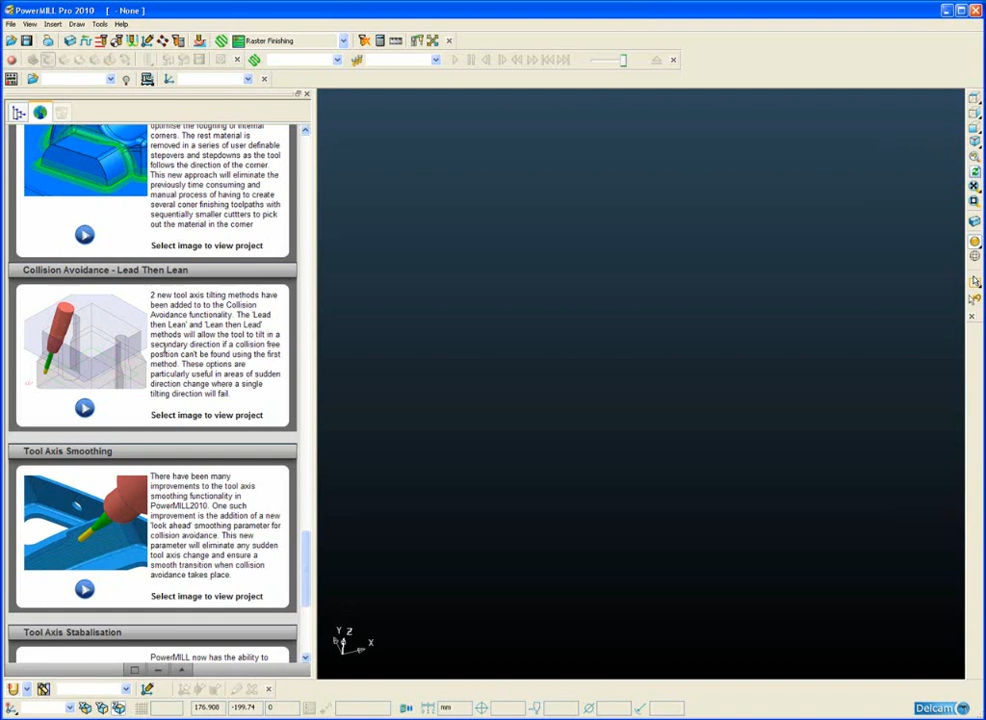 PowerMILL Pro 2010 [ - None ]
File View Insert Draw Tools Help
Raster Finishing
optimise the roughing of internal
corners. The rest material is
removed in a series of user definable
stepovers and stepdowns as the tool
follows the direction of the corner.
This new approach will eliminate the
previously time consuming and
manual process of having to create
several coner finishing toolpaths with
sequentially smaller cuttters to pick
out the material in the corner
Select image to view project
Collision Avoidance - Lead Then Lean
2 new tool axis tilting methods have
been added to to the Collision
Avoidance functionality. The 'Lead
then Lean' and 'Lean then Lead'
methods will allow the tool to tilt in a
secundary direction if a collision free
position can't be found using the first
method. These options are
particularly useful in areas of sudden
direction change where a single
tilting direction will fail.
Select image to view project
Tool Axis Smoothing
There have been many
improvements to the tool axis
smoothing functionality in
PowerMILL2010. One such
improvement is the addition of a new
'look ahead' smoothing parameter for
collision avoidance. This new
parameter will eliminate any sudden
tool axis change and ensure a
smooth transition when collision
avoidance takes place.
Select image to view project
Tool Axis Stabalisation
PowerMILL now has the ability to
Y Z
X
176.908 -199.74 0 mm Delcam